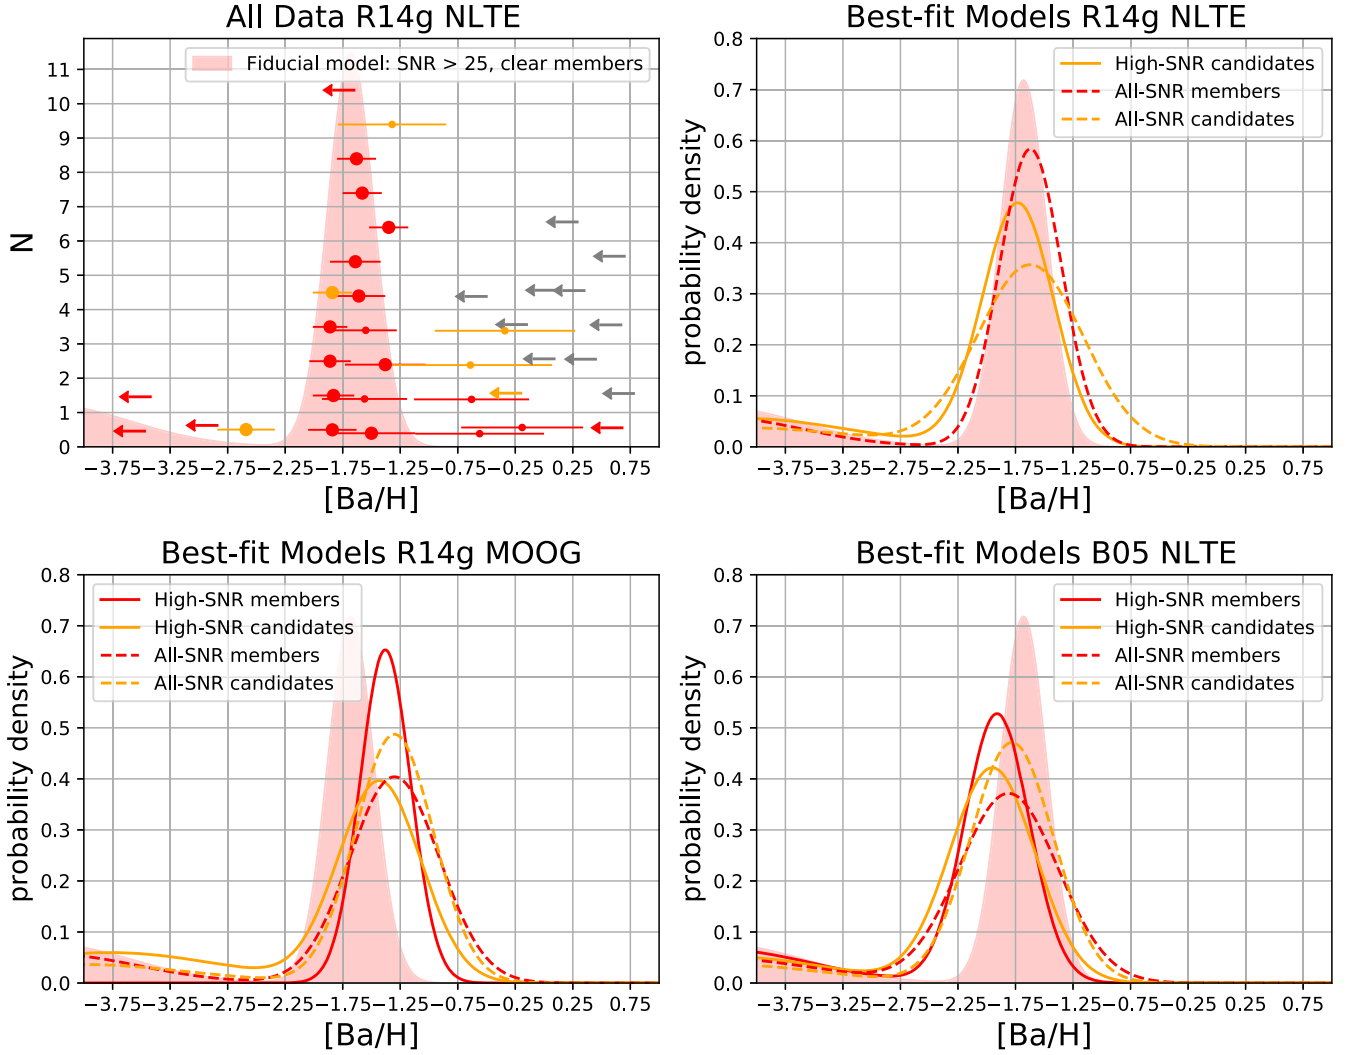 All Data R14g NLTE
Fiducial model: SNR > 25, clear members
N
11
10
9
8
7
6
5
4
3
2
1
0
−3.75 −3.25 −2.75 −2.25 −1.75 −1.25 −0.75 −0.25 0.25 0.75
[Ba/H]
Best-fit Models R14g NLTE
High-SNR candidates
All-SNR members
All-SNR candidates
probability density
0.8
0.7
0.6
0.5
0.4
0.3
0.2
0.1
0.0
−3.75 −3.25 −2.75 −2.25 −1.75 −1.25 −0.75 −0.25 0.25 0.75
[Ba/H]
Best-fit Models R14g MOOG
High-SNR members
High-SNR candidates
All-SNR members
All-SNR candidates
probability density
0.8
0.7
0.6
0.5
0.4
0.3
0.2
0.1
0.0
−3.75 −3.25 −2.75 −2.25 −1.75 −1.25 −0.75 −0.25 0.25 0.75
[Ba/H]
Best-fit Models B05 NLTE
High-SNR members
High-SNR candidates
All-SNR members
All-SNR candidates
probability density
0.8
0.7
0.6
0.5
0.4
0.3
0.2
0.1
0.0
−3.75 −3.25 −2.75 −2.25 −1.75 −1.25 −0.75 −0.25 0.25 0.75
[Ba/H]